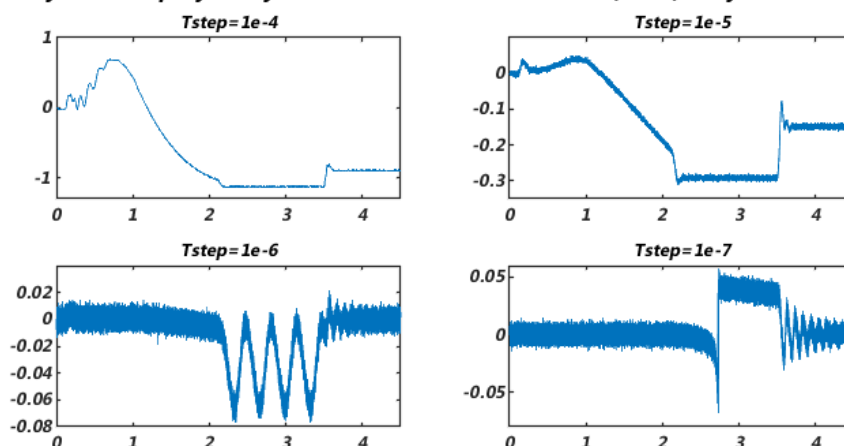 Tstep=1e-4
Tstep=1e-5
1
0
-1
0 1 2 3 4
0
-0.1
-0.2
-0.3
0 1 2 3 4
Tstep=1e-6
Tstep=1e-7
0.02
0
-0.02
-0.04
-0.06
-0.08
0 1 2 3 4
0.05
0
-0.05
0 1 2 3 4